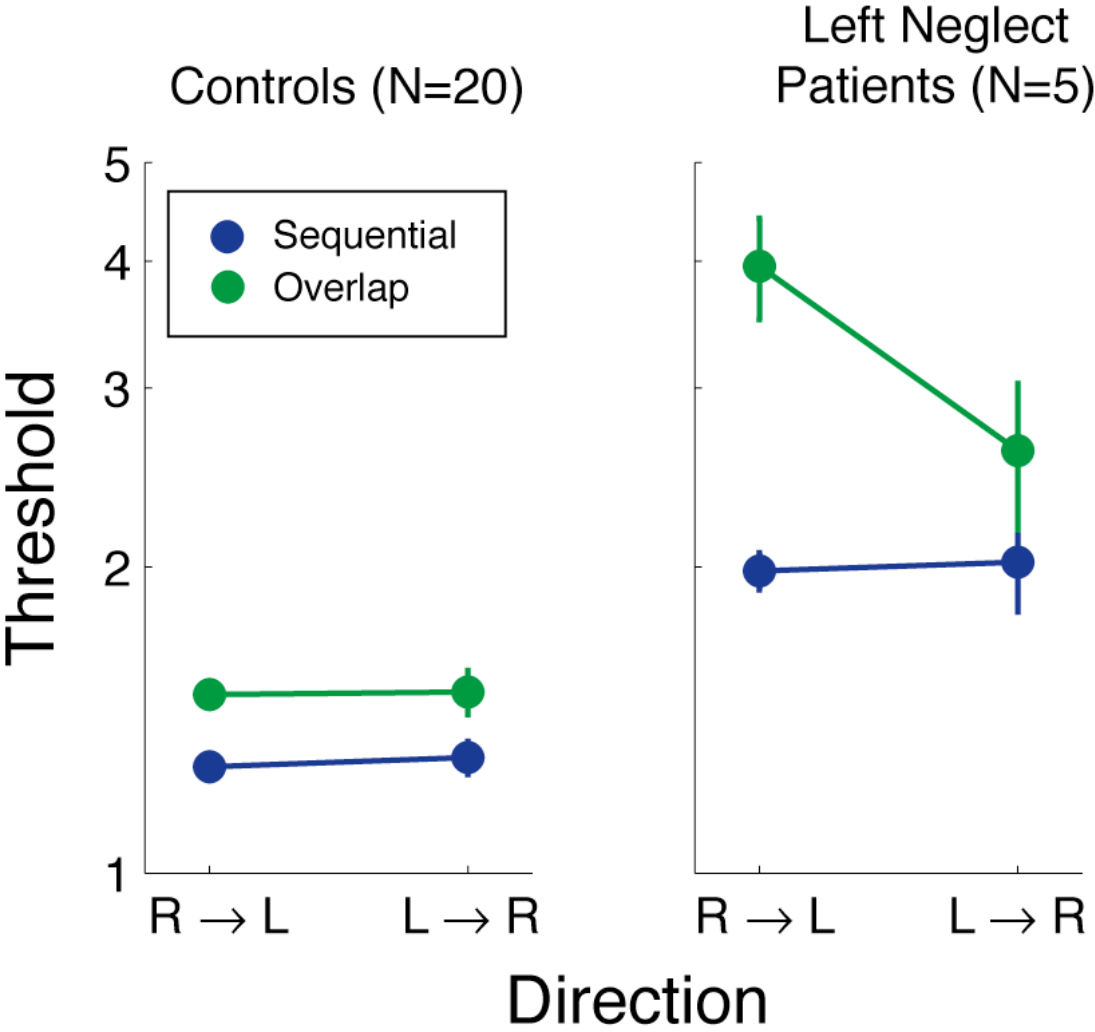 Controls (N=20)
Left Neglect
Patients (N=5)
Threshold
5
4
3
2
1
Sequential
Overlap
R → L
L → R
R → L
L → R
Direction